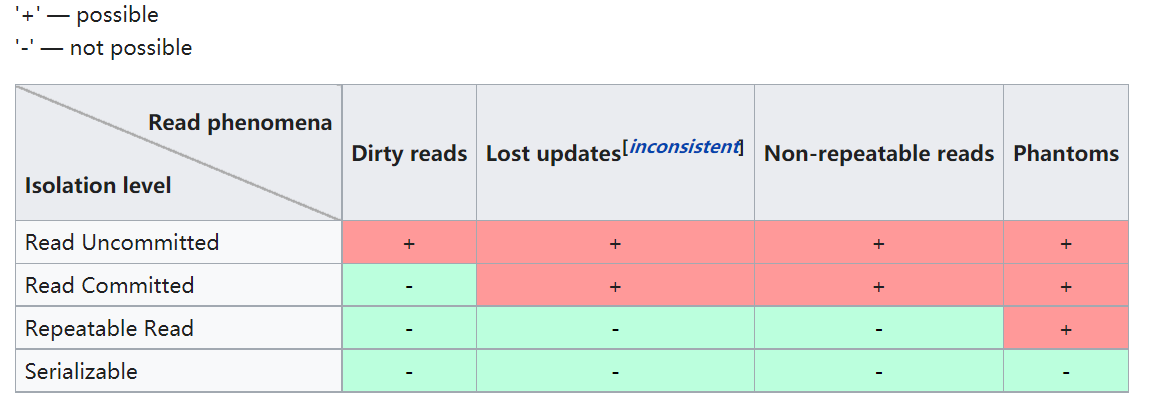 '+' — possible
'-' — not possible
Read phenomena
Isolation level
Dirty reads Lost updates[inconsistent] Non-repeatable reads Phantoms
Read Uncommitted + + + +
Read Committed - + + +
Repeatable Read - - - +
Serializable - - - -